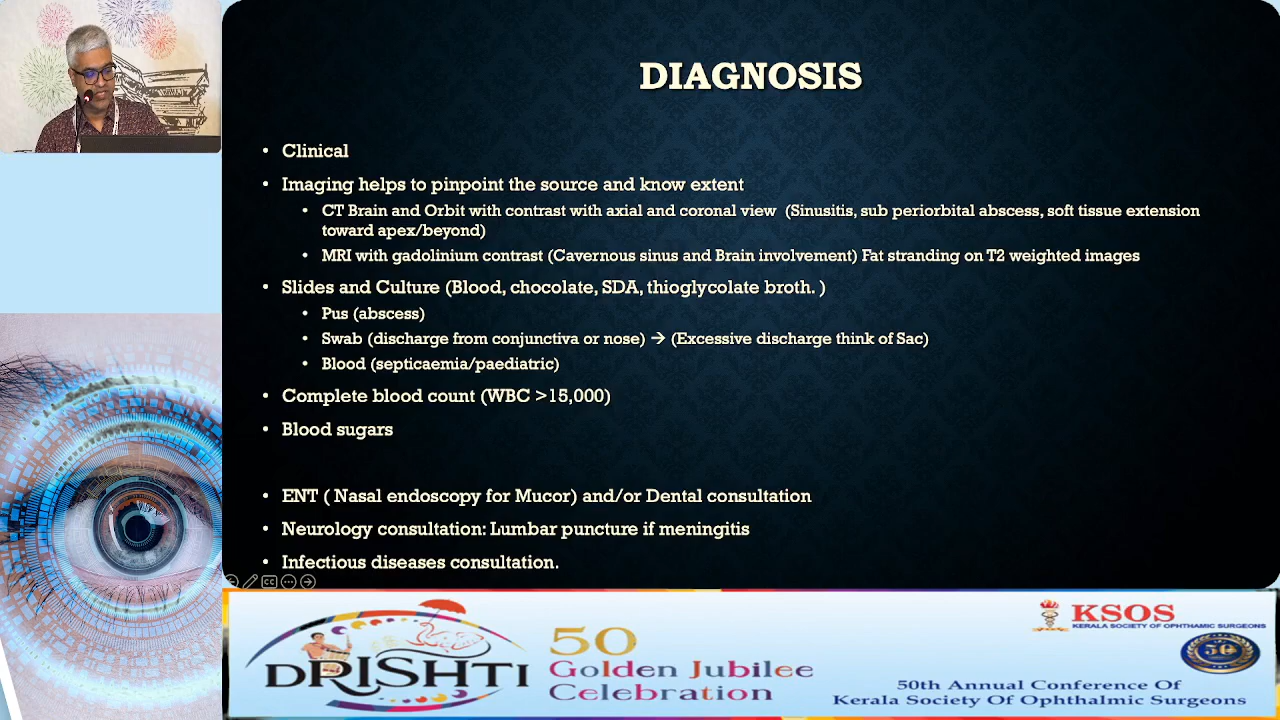 DIAGNOSIS
• Clinical
• Imaging helps to pinpoint the source and know extent
• CT Brain and Orbit with contrast with axial and coronal view (Sinusitis, sub periorbital abscess, soft tissue extension
toward apex/beyond)
• MRI with gadolinium contrast (Cavernous sinus and Brain involvement) Fat stranding on T2 weighted images
• Slides and Culture (Blood, chocolate, SDA, thioglycolate broth. )
• Pus (abscess)
• Swab (discharge from conjunctiva or nose) → (Excessive discharge think of Sac)
• Blood (septicaemia/paediatric)
• Complete blood count (WBC >15,000)
• Blood sugars
• ENT ( Nasal endoscopy for Mucor) and/or Dental consultation
• Neurology consultation: Lumbar puncture if meningitis
• Infectious diseases consultation.
CC
DRISHTI
50
Golden Jubilee
Celebration
KSOS
KERALA SOCIETY OF OPHTHAMIC SURGEONS
50
50th Annual Conference Of
Kerala Society Of Ophthalmic Surgeons